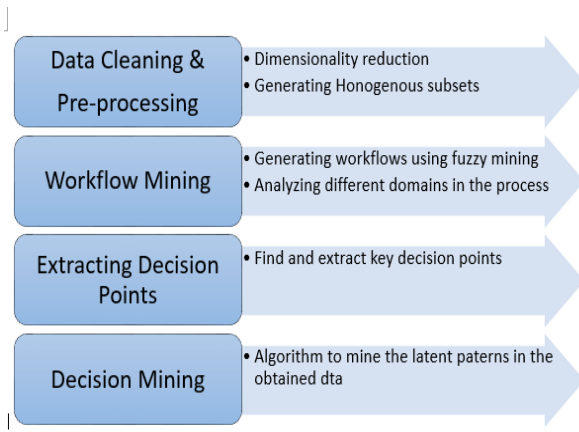 Data Cleaning &
Pre-processing
• Dimensionality reduction
• Generating Honogenous subsets
Workflow Mining
• Generating workflows using fuzzy mining
• Analyzing different domains in the process
Extracting Decision
Points
• Find and extract key decision points
Decision Mining
• Algorithm to mine the latent paterns in the
obtained dta